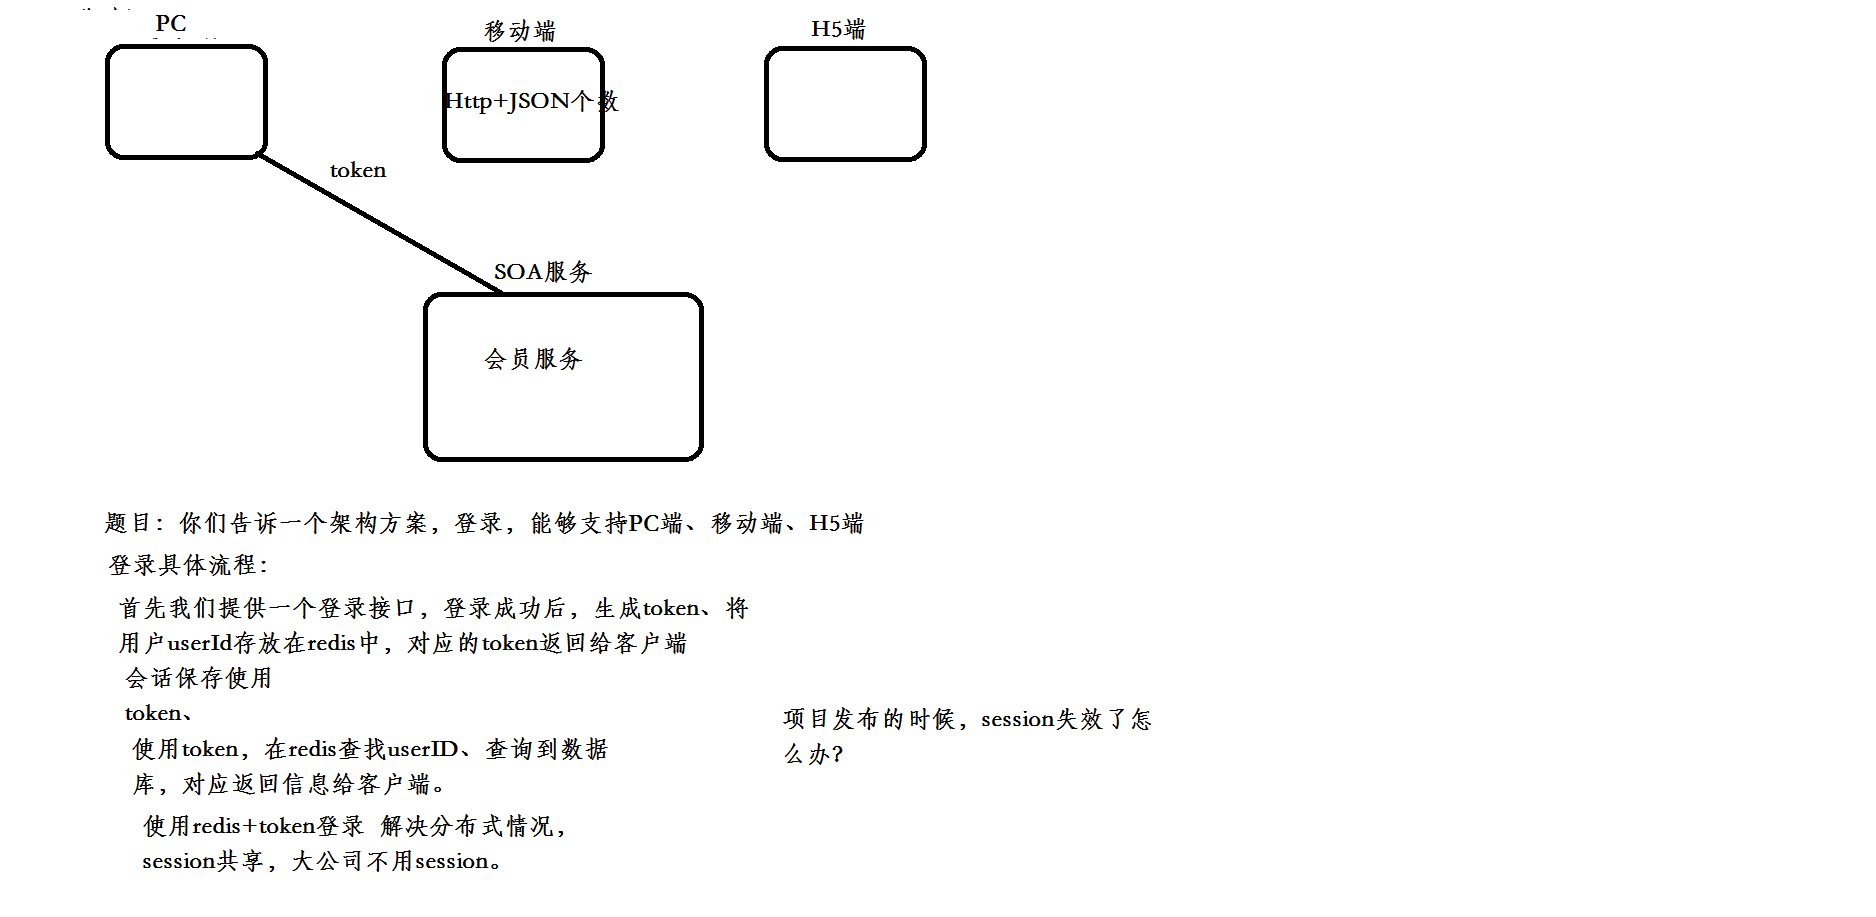 PC
移动端
H5端
Http+JSON个数
token
SOA服务
会员服务
题目：你们告诉一个架构方案，登录，能够支持PC端、移动端、H5端
登录具体流程：
首先我们提供一个登录接口，登录成功后，生成token、将
用户userId存放在redis中，对应的token返回给客户端
会话保存使用
token、
使用token，在redis查找userID、查询到数据
库，对应返回信息给客户端。
使用redis+token登录 解决分布式情况，
session共享，大公司不用session。
项目发布的时候，session失效了怎
么办？